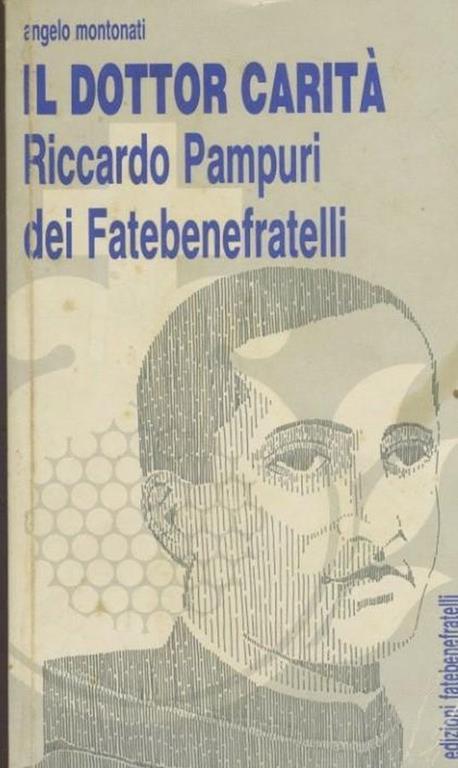 angelo montonati
IL DOTTOR CARITÀ
Riccardo Pampuri
dei Fatebenefratelli
edizioni fatebenefratelli